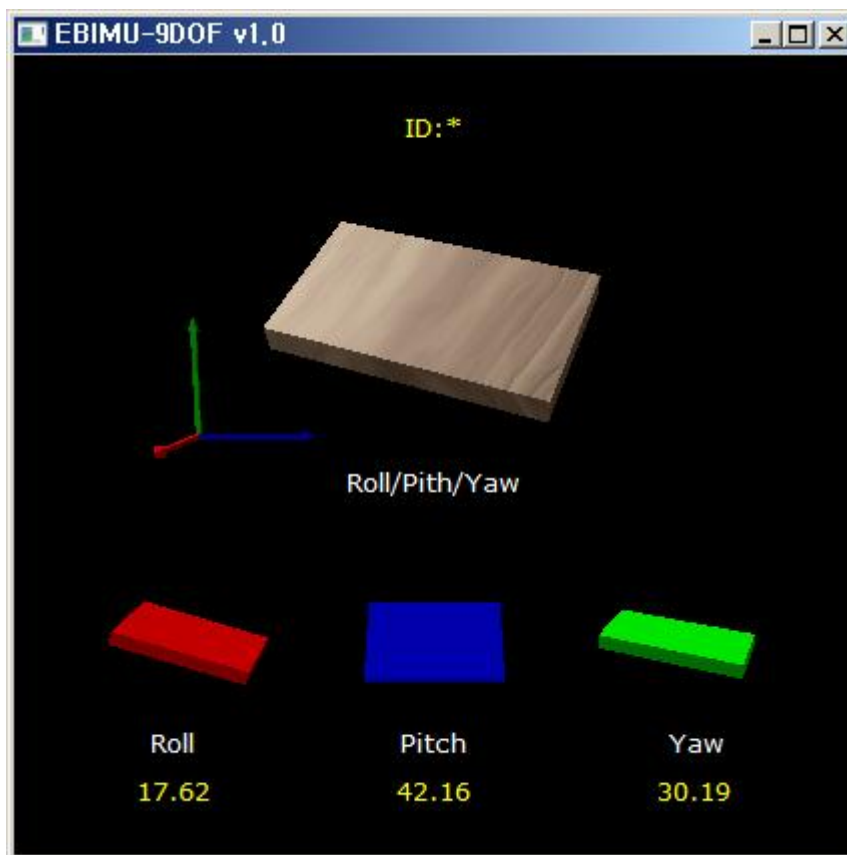 EBIMU-9DOF v1.0
ID:*
Roll/Pith/Yaw
Roll Pitch Yaw
17.62 42.16 30.19